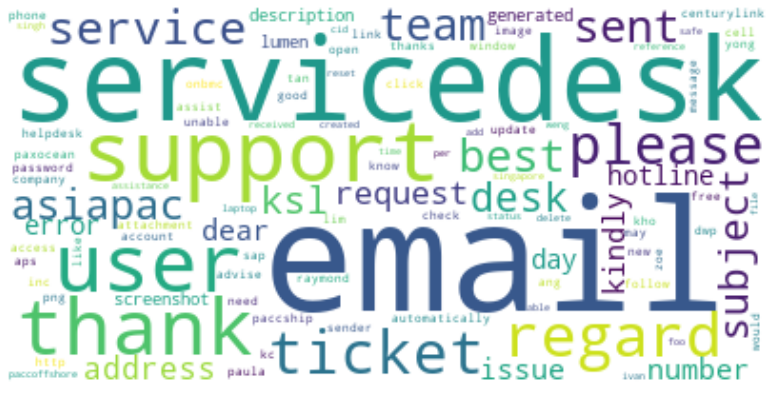 phone
singh
service
description
cid
link
team
generated
image
sent
centurylink
safe
cell
yong
lumen
open
thanks
window
reference
servicedesk
message
tan
reset
onbmc
click
good
assist
unable
received
created
add
update
weng
helpdesk
support
time
know
per
best
please
paxocean
password
company
assistance
singapore
hotline
asiapac
ksl
request
desk
kindly
subject
free
file
error
dear
lim
check
status
delete
kho
may
dwp
access
attachment
account
laptop
aps
user
like
sap
advise
raymond
email
day
new
zoe
inc
ang
follow
png
screenshot
need
able
thank
paccship
sender
automatically
regard
would
ticket
foo
http
address
kc
paula
issue
ivan
number
paccoffshore